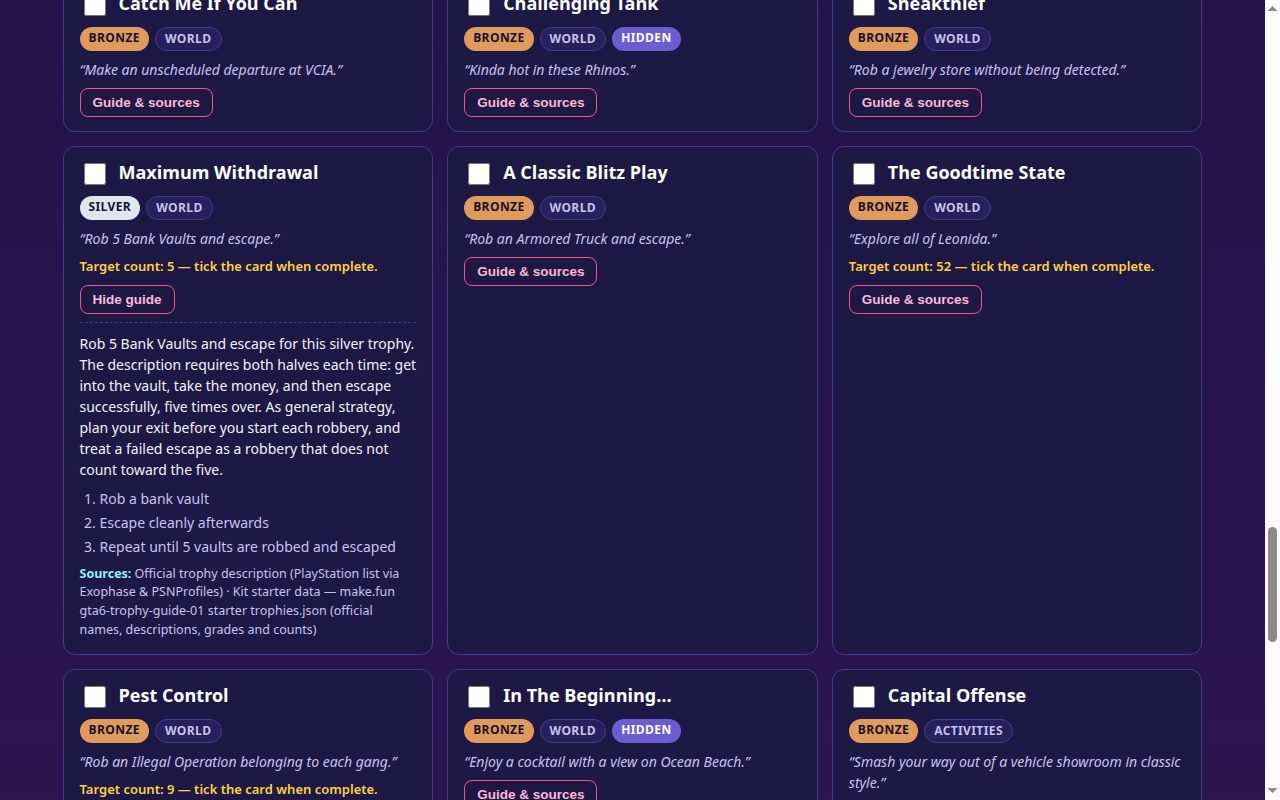 Catch Me If You Can
BRONZE WORLD
“Make an unscheduled departure at VCIA.”
Guide & sources
Challenging Tank
BRONZE WORLD HIDDEN
“Kinda hot in these Rhinos.”
Guide & sources
Sneakthief
BRONZE WORLD
“Rob a jewelry store without being detected.”
Guide & sources
Maximum Withdrawal
SILVER WORLD
“Rob 5 Bank Vaults and escape.”
Target count: 5 — tick the card when complete.
Hide guide
Rob 5 Bank Vaults and escape for this silver trophy.
The description requires both halves each time: get
into the vault, take the money, and then escape
successfully, five times over. As general strategy,
plan your exit before you start each robbery, and
treat a failed escape as a robbery that does not
count toward the five.
1. Rob a bank vault
2. Escape cleanly afterwards
3. Repeat until 5 vaults are robbed and escaped
Sources: Official trophy description (PlayStation list via
Exophase & PSNProfiles) · Kit starter data — make.fun
gta6-trophy-guide-01 starter trophies.json (official
names, descriptions, grades and counts)
A Classic Blitz Play
BRONZE WORLD
“Rob an Armored Truck and escape.”
Guide & sources
The Goodtime State
BRONZE WORLD
“Explore all of Leonida.”
Target count: 52 — tick the card when complete.
Guide & sources
Pest Control
BRONZE WORLD
“Rob an Illegal Operation belonging to each gang.”
Target count: 9 — tick the card when complete.
In The Beginning...
BRONZE WORLD HIDDEN
“Enjoy a cocktail with a view on Ocean Beach.”
Guide & sources
Capital Offense
BRONZE ACTIVITIES
“Smash your way out of a vehicle showroom in classic
style.”